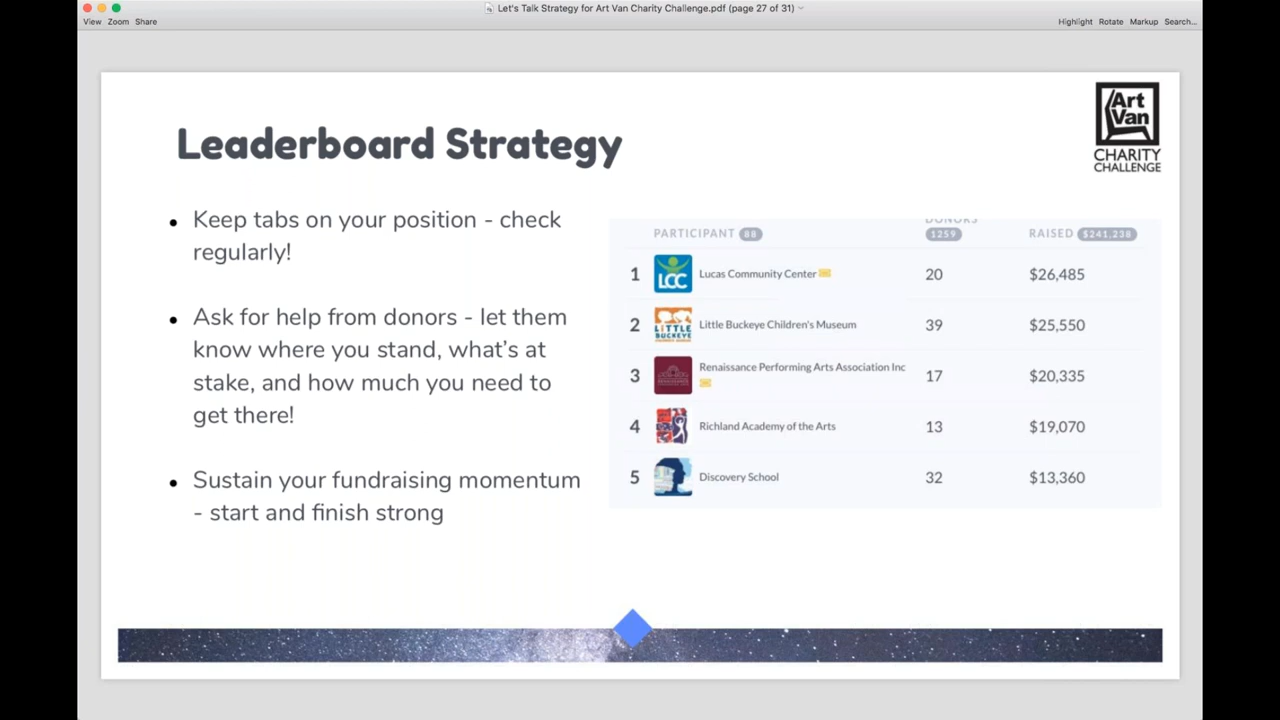 Let's Talk Strategy for Art Van Charity Challenge.pdf (page 27 of 31)
View Zoom Share
Highlight Rotate Markup Search...
Art
Van
CHARITY
CHALLENGE
Leaderboard Strategy
• Keep tabs on your position - check
regularly!
• Ask for help from donors - let them
know where you stand, what's at
stake, and how much you need to
get there!
• Sustain your fundraising momentum
- start and finish strong
DONORS
PARTICIPANT 88 1259 RAISED $241,238
1 LCC Lucas Community Center 20 $26,485
2 LITTLE BUCKEYE Little Buckeye Children's Museum 39 $25,550
3 Renaissance Performing Arts Association Inc 17 $20,335
4 Richland Academy of the Arts 13 $19,070
5 Discovery School 32 $13,360